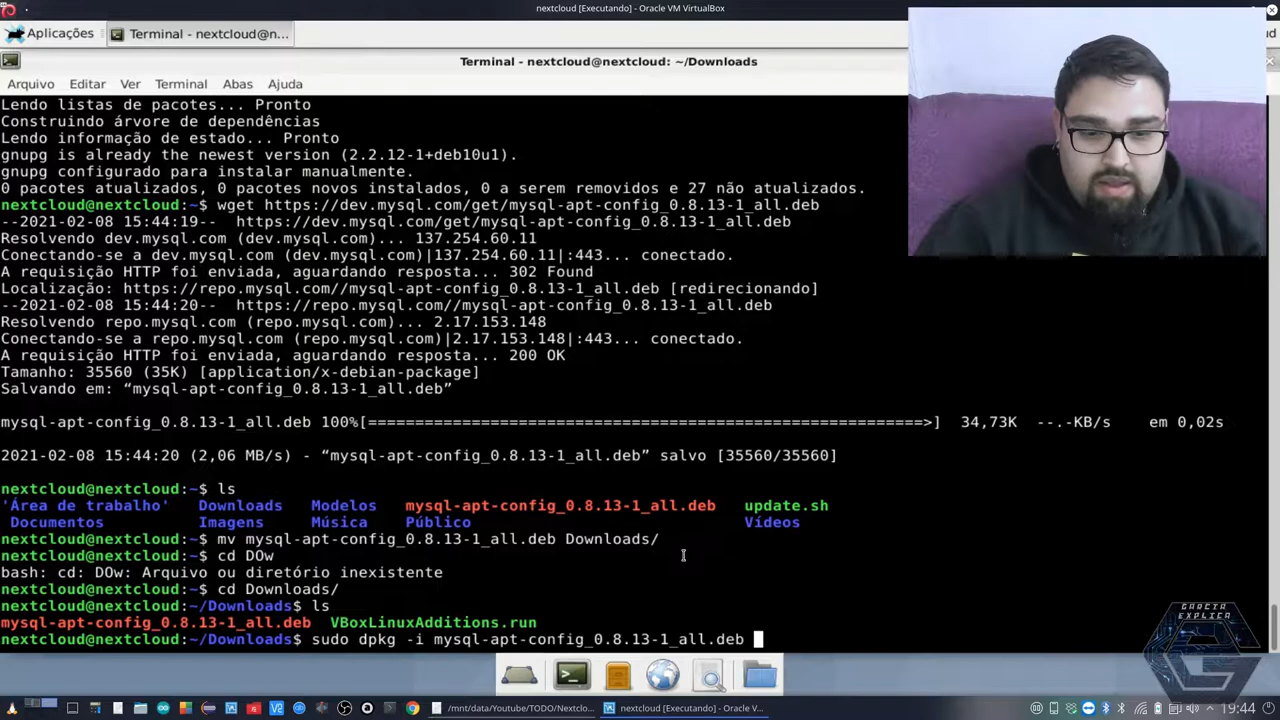 nextcloud [Executando] - Oracle VM VirtualBox
Aplicações
Terminal - nextcloud@n...
Terminal - nextcloud@nextcloud: ~/Downloads
Arquivo Editar Ver Terminal Abas Ajuda
Lendo listas de pacotes... Pronto
Construindo árvore de dependências
Lendo informação de estado... Pronto
gnupg is already the newest version (2.2.12-1+deb10u1).
gnupg configurado para instalar manualmente.
0 pacotes atualizados, 0 pacotes novos instalados, 0 a serem removidos e 27 não atualizados.
nextcloud@nextcloud:~$ wget https://dev.mysql.com/get/mysql-apt-config_0.8.13-1_all.deb
--2021-02-08 15:44:19-- https://dev.mysql.com/get/mysql-apt-config_0.8.13-1_all.deb
Resolvendo dev.mysql.com (dev.mysql.com)... 137.254.60.11
Conectando-se a dev.mysql.com (dev.mysql.com)|137.254.60.11|:443... conectado.
A requisição HTTP foi enviada, aguardando resposta... 302 Found
Localização: https://repo.mysql.com//mysql-apt-config_0.8.13-1_all.deb [redirecionando]
--2021-02-08 15:44:20-- https://repo.mysql.com//mysql-apt-config_0.8.13-1_all.deb
Resolvendo repo.mysql.com (repo.mysql.com)... 2.17.153.148
Conectando-se a repo.mysql.com (repo.mysql.com)|2.17.153.148|:443... conectado.
A requisição HTTP foi enviada, aguardando resposta... 200 OK
Tamanho: 35560 (35K) [application/x-debian-package]
Salvando em: “mysql-apt-config_0.8.13-1_all.deb”
mysql-apt-config_0.8.13-1_all.deb 100%[===========================================================>] 34,73K --.-KB/s em 0,02s
2021-02-08 15:44:20 (2,06 MB/s) - “mysql-apt-config_0.8.13-1_all.deb” salvo [35560/35560]
nextcloud@nextcloud:~$ ls
'Área de trabalho' Downloads Modelos mysql-apt-config_0.8.13-1_all.deb update.sh
Documentos Imagens Música Público Vídeos
nextcloud@nextcloud:~$ mv mysql-apt-config_0.8.13-1_all.deb Downloads/
nextcloud@nextcloud:~$ cd DOw
bash: cd: DOw: Arquivo ou diretório inexistente
nextcloud@nextcloud:~$ cd Downloads/
nextcloud@nextcloud:~/Downloads$ ls
mysql-apt-config_0.8.13-1_all.deb VBoxLinuxAdditions.run
nextcloud@nextcloud:~/Downloads$ sudo dpkg -i mysql-apt-config_0.8.13-1_all.deb
GARCIA
EXPLICA
/mnt/data/Youtube/TODO/Nextclo...
nextcloud [Executando] - Oracle V...
19:44